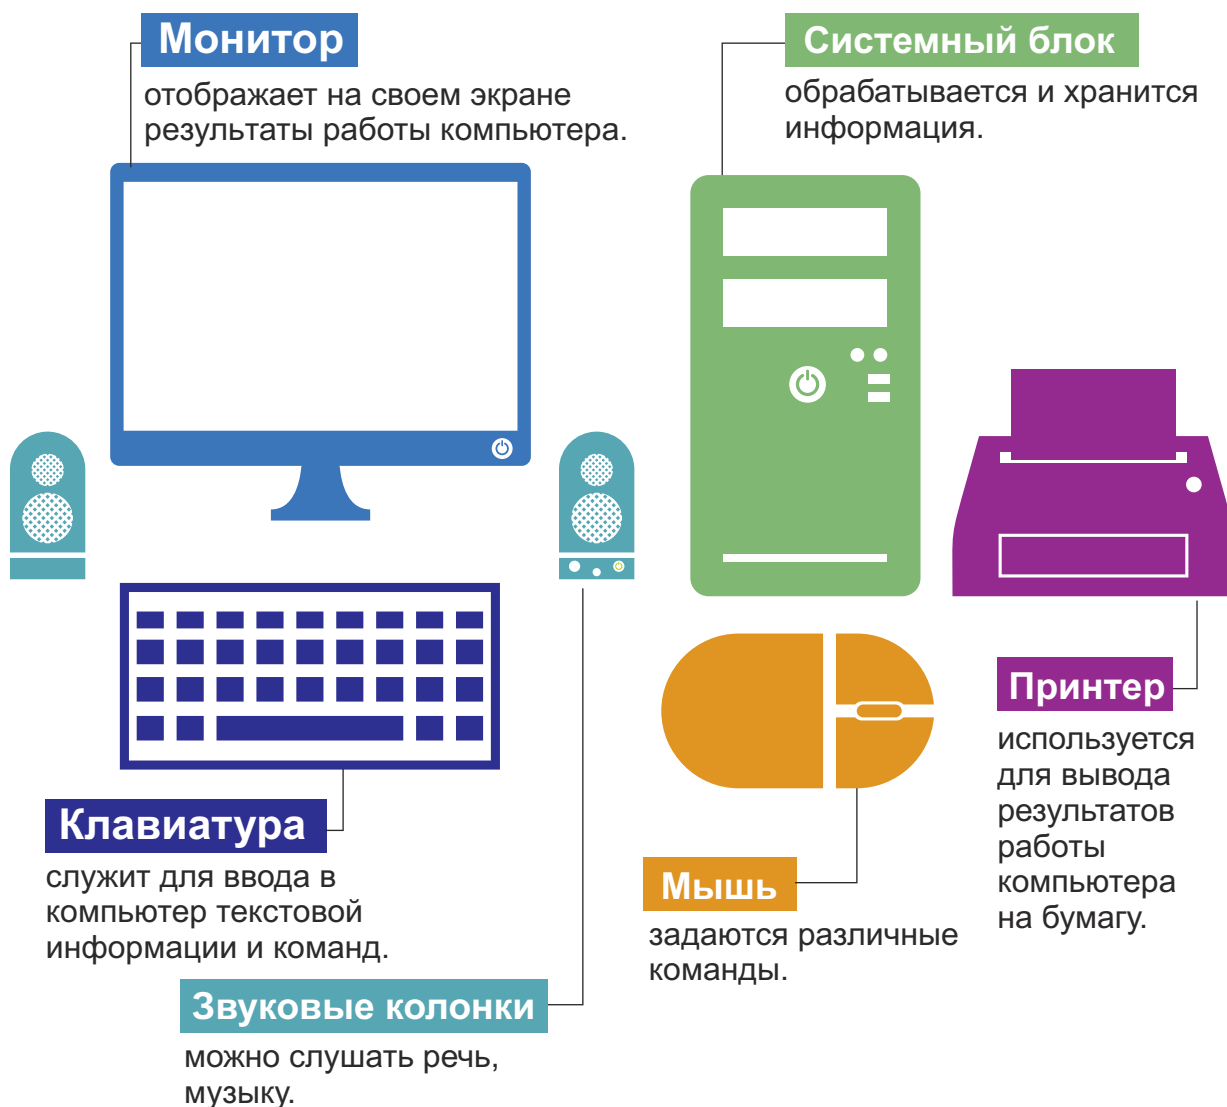 Монитор
отображает на своем экране
результаты работы компьютера.
Системный блок
обрабатывается и хранится
информация.
Принтер
используется
для вывода
результатов
работы
компьютера
на бумагу.
Клавиатура
служит для ввода в
компьютер текстовой
информации и команд.
Мышь
задаются различные
команды.
Звуковые колонки
можно слушать речь,
музыку.